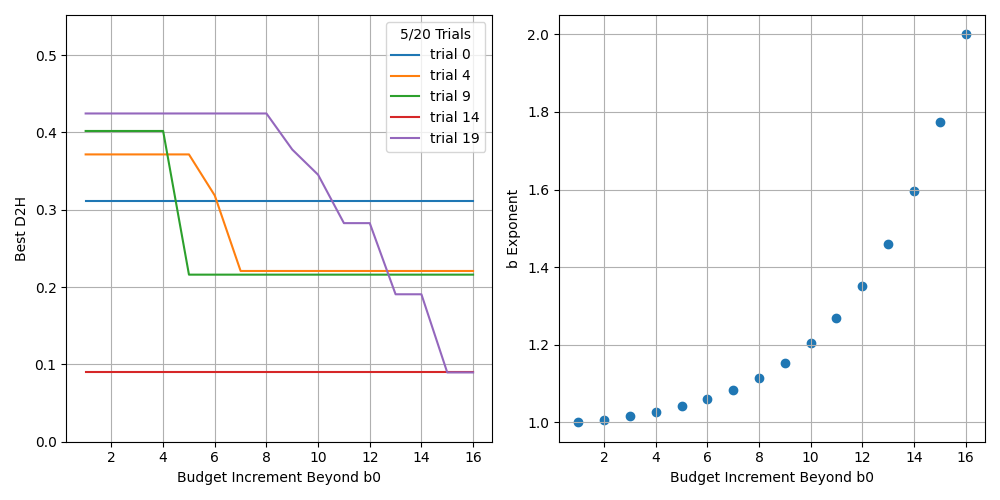 5/20 Trials
trial 0
trial 4
trial 9
trial 14
trial 19
Best D2H
0.5
0.4
0.3
0.2
0.1
0.0
2 4 6 8 10 12 14 16
Budget Increment Beyond b0
b Exponent
2.0
1.8
1.6
1.4
1.2
1.0
2 4 6 8 10 12 14 16
Budget Increment Beyond b0